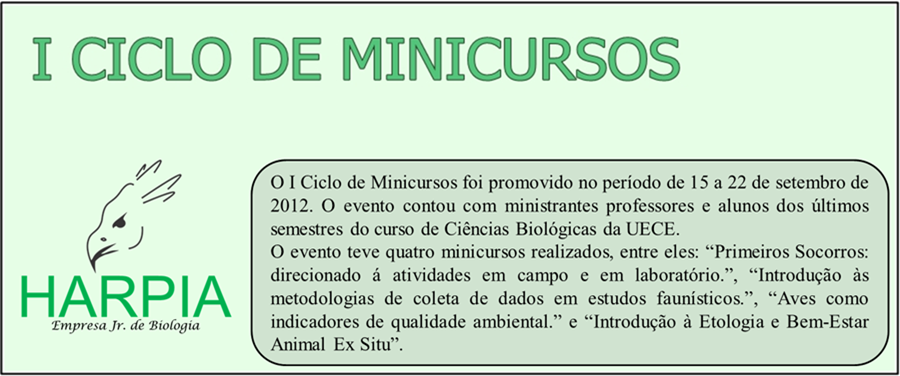 I CICLO DE MINICURSOS
O I Ciclo de Minicursos foi promovido no período de 15 a 22 de setembro de
2012. O evento contou com ministrantes professores e alunos dos últimos
semestres do curso de Ciências Biológicas da UECE.
O evento teve quatro minicursos realizados, entre eles: “Primeiros Socorros:
direcionado á atividades em campo e em laboratório.”, “Introdução às
metodologias de coleta de dados em estudos faunísticos.”, “Aves como
indicadores de qualidade ambiental.” e “Introdução à Etologia e Bem-Estar
Animal Ex Situ”.
HARPIA
Empresa Jr. de Biologia